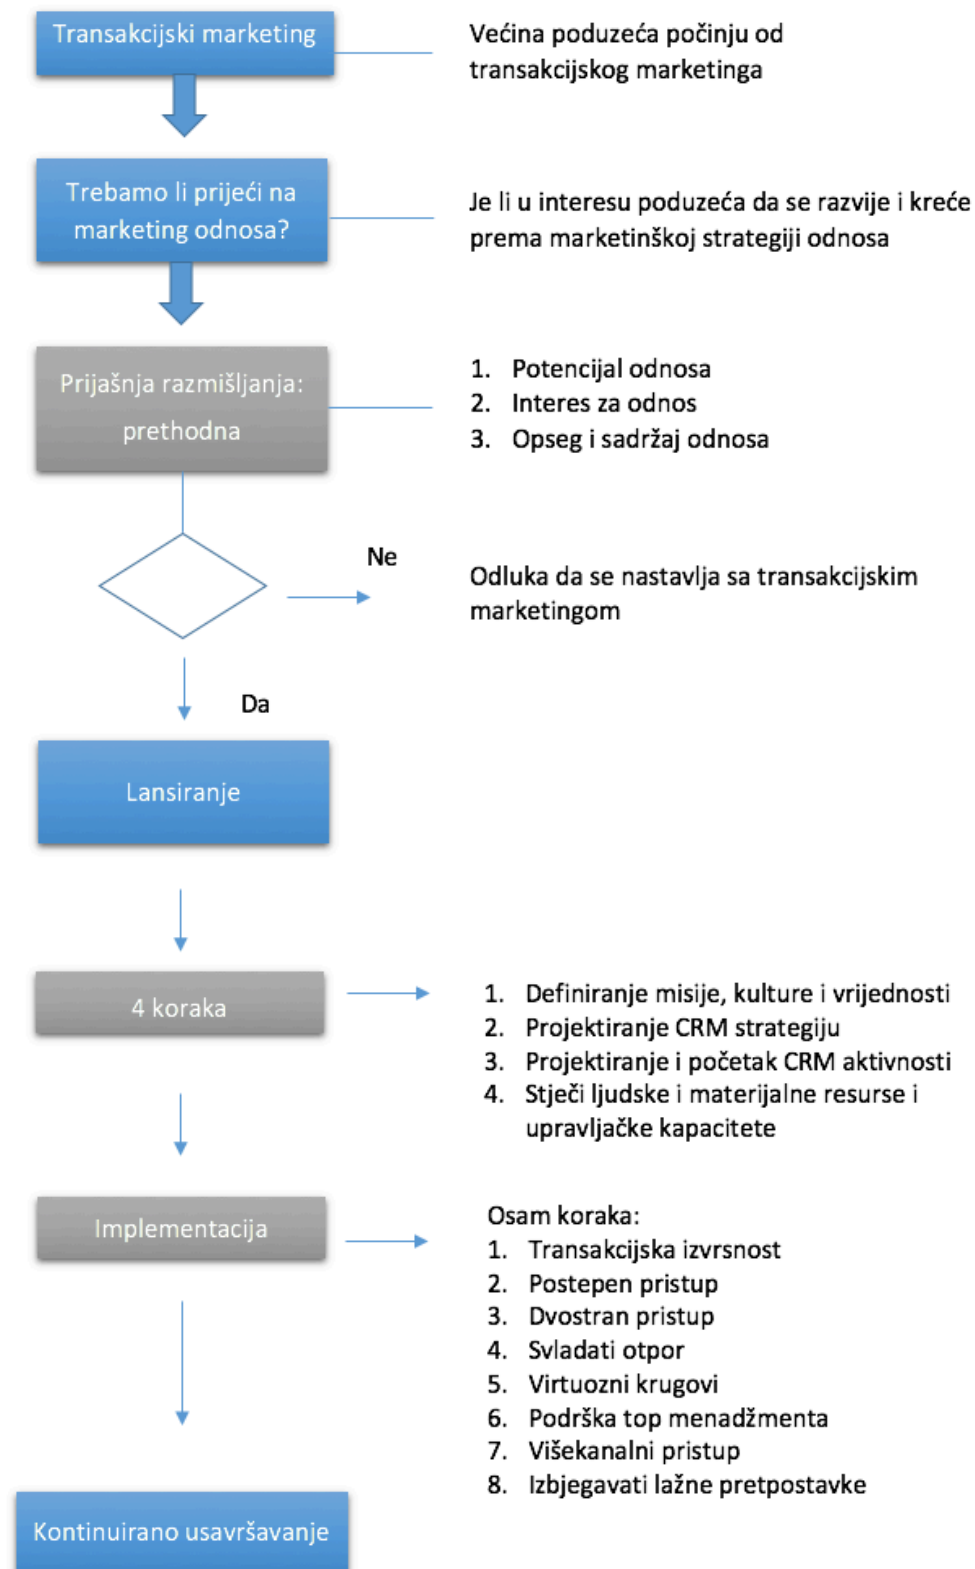 Transakcijski marketing
Većina poduzeća počinju od
transakcijskog marketinga
Trebamo li prijeći na
marketing odnosa?
Je li u interesu poduzeća da se razvije i kreće
prema marketinškoj strategiji odnosa
Prijašnja razmišljanja:
prethodna
1. Potencijal odnosa
2. Interes za odnos
3. Opseg i sadržaj odnosa
Ne
Odluka da se nastavlja sa transakcijskim
marketingom
Da
Lansiranje
4 koraka
1. Definiranje misije, kulture i vrijednosti
2. Projektiranje CRM strategiju
3. Projektiranje i početak CRM aktivnosti
4. Stječi ljudske i materijalne resurse i
upravljačke kapacitete
Implementacija
Osam koraka:
1. Transakcijska izvrsnost
2. Postepen pristup
3. Dvostran pristup
4. Svladati otpor
5. Virtuozni krugovi
6. Podrška top menadžmenta
7. Višekanalni pristup
8. Izbjegavati lažne pretpostavke
Kontinuirano usavršavanje